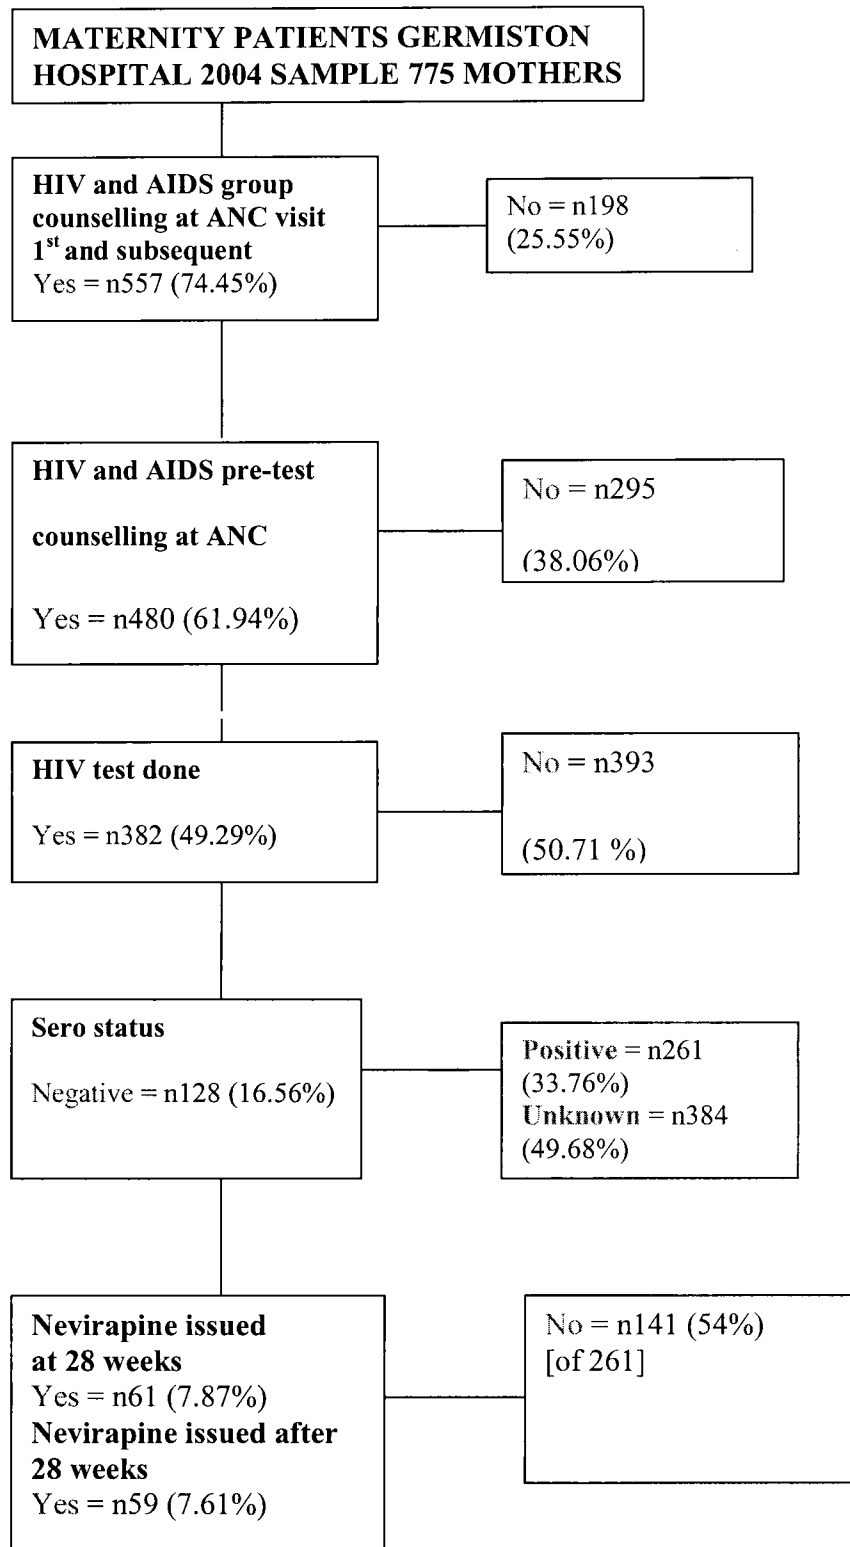 MATERNITY PATIENTS GERMISTON
HOSPITAL 2004 SAMPLE 775 MOTHERS
HIV and AIDS group
counselling at ANC visit
1st and subsequent
Yes = n557 (74.45%)
No = n198
(25.55%)
HIV and AIDS pre-test
counselling at ANC
Yes = n480 (61.94%)
No = n295
(38.06%)
HIV test done
Yes = n382 (49.29%)
No = n393
(50.71 %)
Sero status
Negative = n128 (16.56%)
Positive = n261
(33.76%)
Unknown = n384
(49.68%)
Nevirapine issued
at 28 weeks
Yes = n61 (7.87%)
Nevirapine issued after
28 weeks
Yes = n59 (7.61%)
No = n141 (54%)
[of 261]